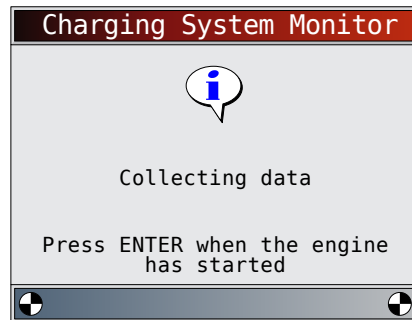 Charging System Monitor
i
Collecting data
Press ENTER when the engine
has started